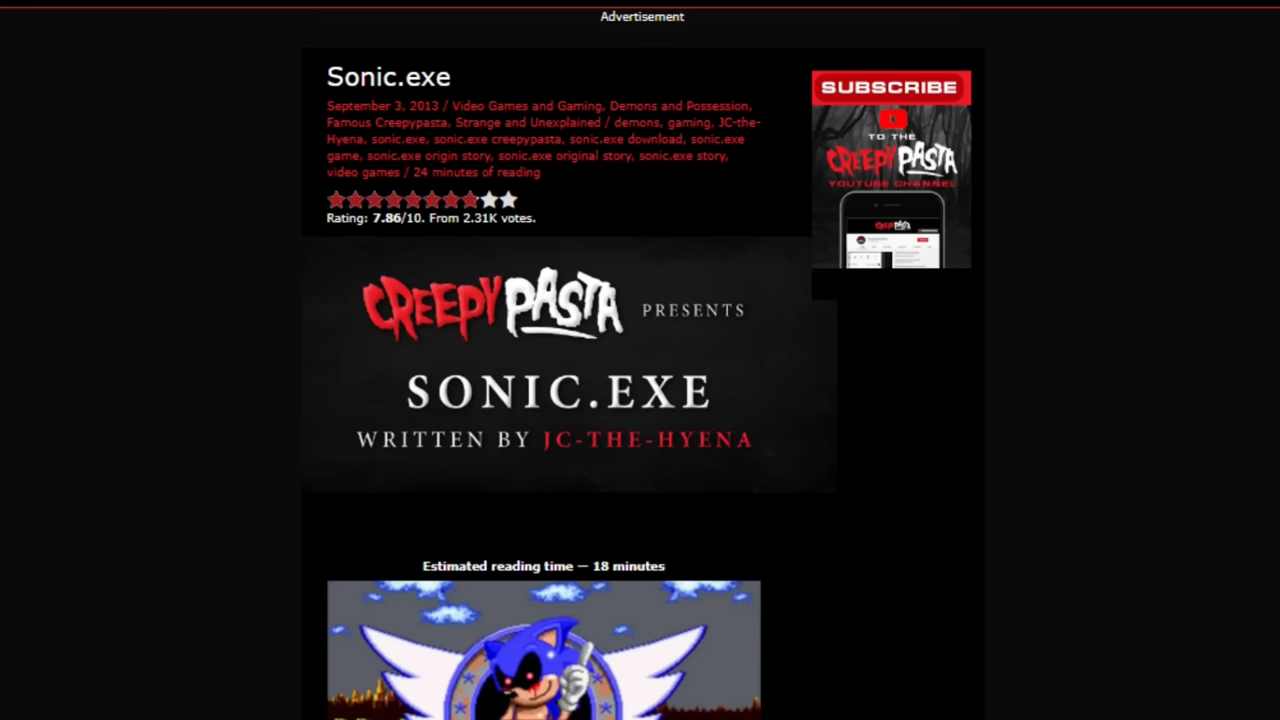 Advertisement
Sonic.exe
September 3, 2013 / Video Games and Gaming, Demons and Possession,
Famous Creepypasta, Strange and Unexplained / demons, gaming, JC-the-
Hyena, sonic.exe, sonic.exe creepypasta, sonic.exe download, sonic.exe
game, sonic.exe origin story, sonic.exe original story, sonic.exe story,
video games / 24 minutes of reading
Rating: 7.86/10. From 2.31K votes.
SUBSCRIBE
TO THE
CREEPYPASTA
YOUTUBE CHANNEL
CREEPYPASTA PRESENTS
SONIC.EXE
WRITTEN BY JC-THE-HYENA
Estimated reading time — 18 minutes